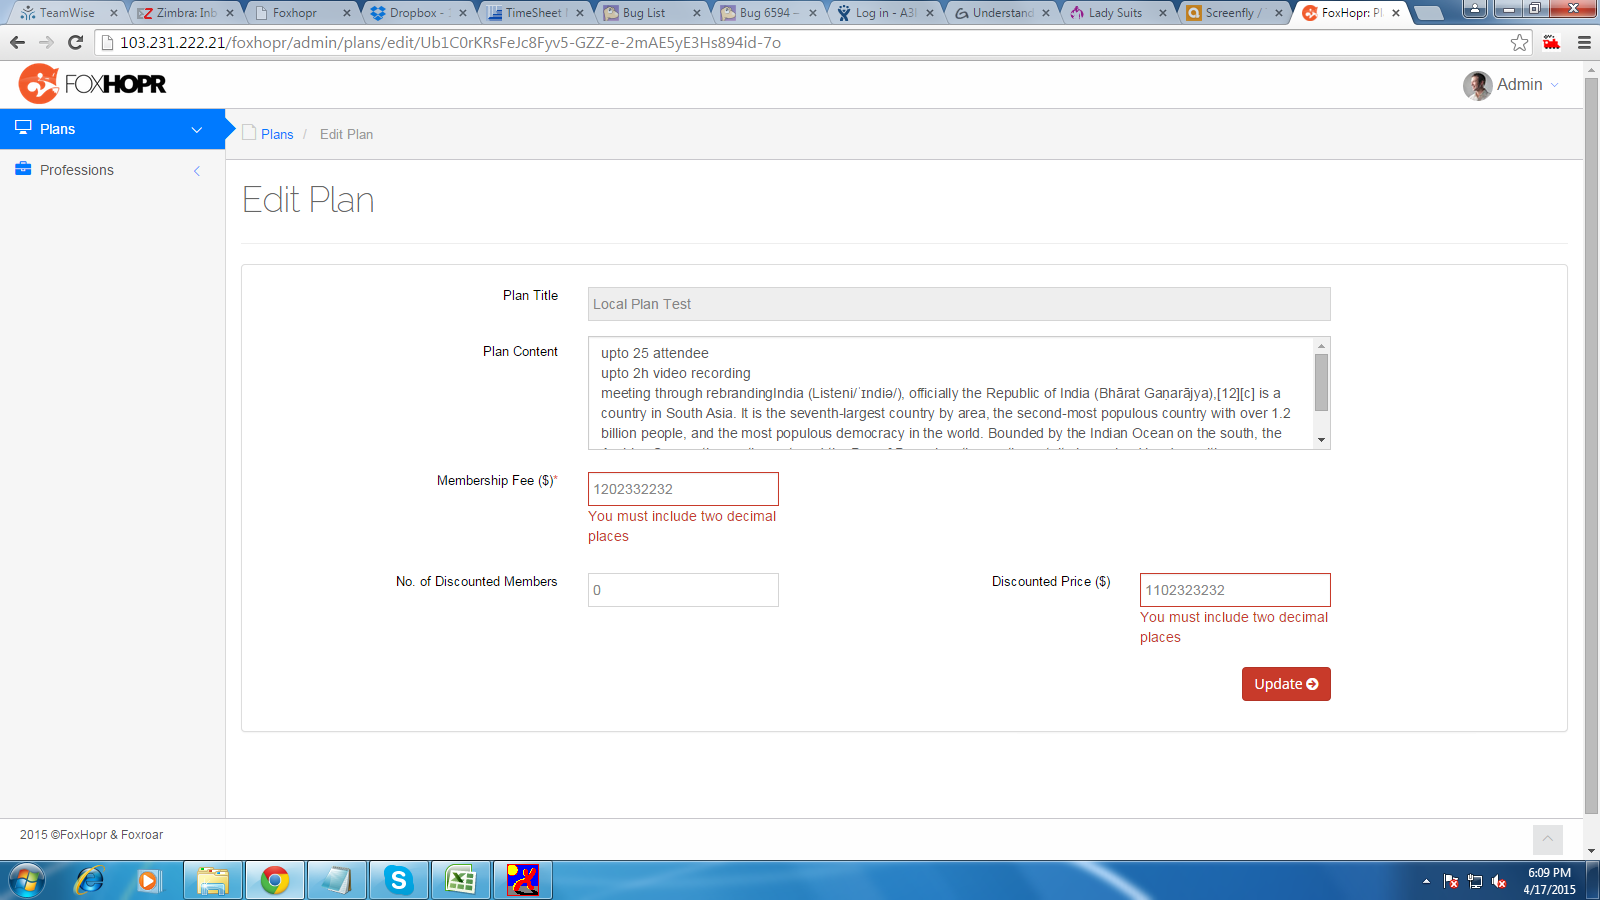 TeamWise
Zimbra: Inb
Foxhopr
Dropbox -
TimeSheet
Bug List
Bug 6594 –
Log in - A3
Understand
Lady Suits
Screenfly /
FoxHopr: Pl
103.231.222.21/foxhopr/admin/plans/edit/Ub1C0rKRsFeJc8Fyv5-GZZ-e-2mAE5yE3Hs894id-7o
FOXHOPR
Admin
Plans
Professions
Plans / Edit Plan
Edit Plan
Plan Title
Local Plan Test
Plan Content
upto 25 attendee
upto 2h video recording
meeting through rebrandingIndia (Listeni/ˈɪndiə/), officially the Republic of India (Bhārat Gaṇarājya),[12][c] is a
country in South Asia. It is the seventh-largest country by area, the second-most populous country with over 1.2
billion people, and the most populous democracy in the world. Bounded by the Indian Ocean on the south, the
Membership Fee ($)*
1202332232
You must include two decimal
places
No. of Discounted Members
0
Discounted Price ($)
1102323232
You must include two decimal
places
Update
2015 ©FoxHopr & Foxroar
6:09 PM
4/17/2015